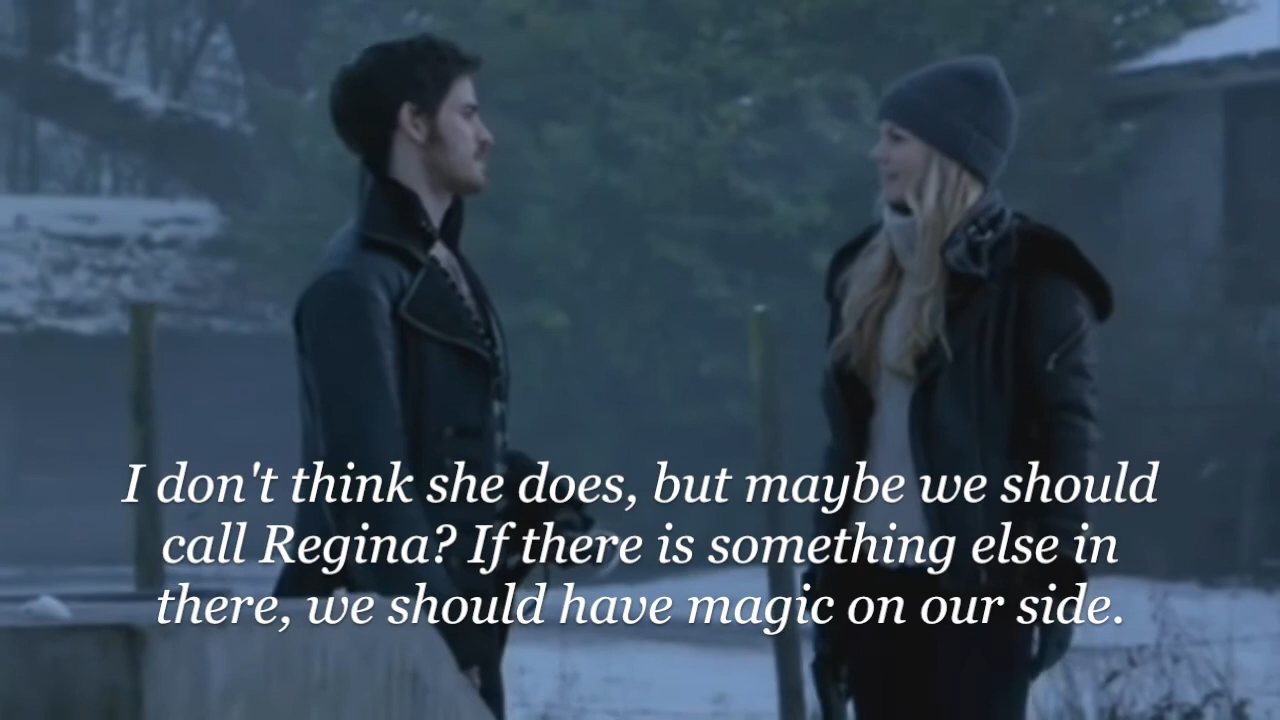 I don't think she does, but maybe we should
call Regina? If there is something else in
there, we should have magic on our side.